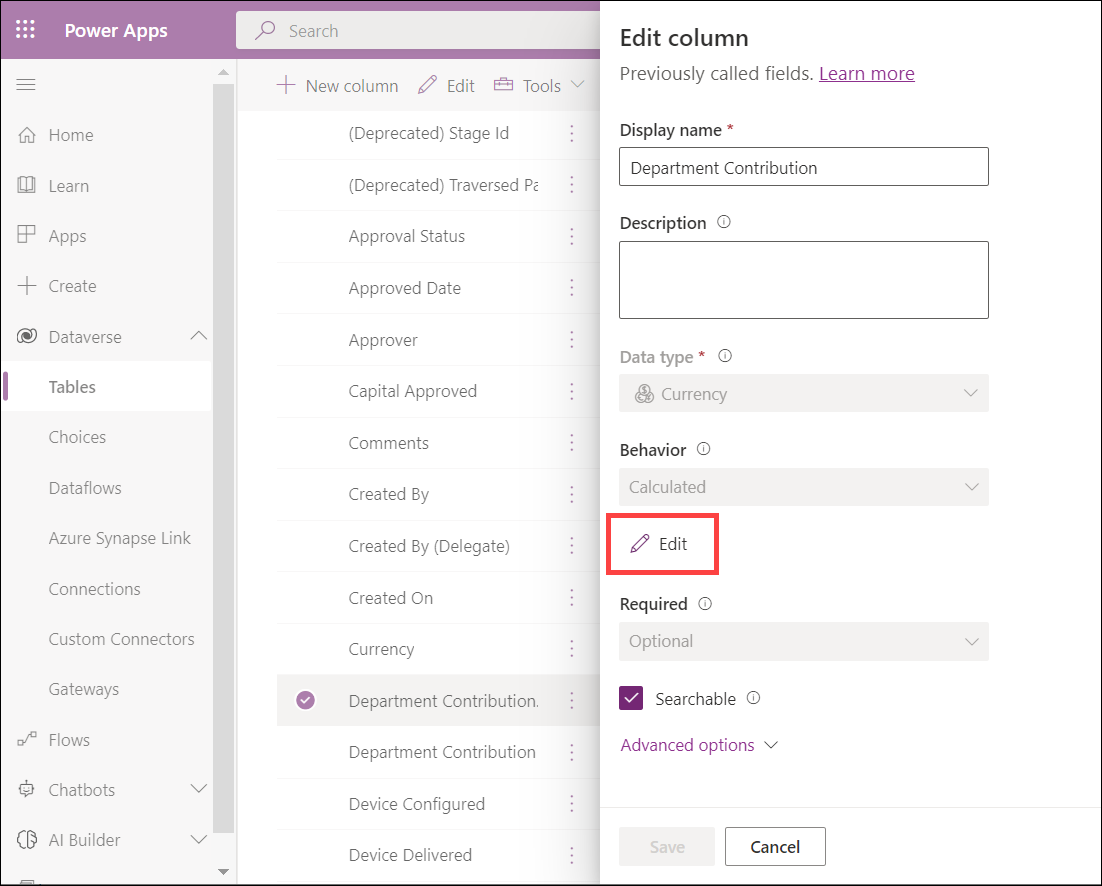 Power Apps
Search
Home
Learn
Apps
Create
Dataverse
Tables
Choices
Dataflows
Azure Synapse Link
Connections
Custom Connectors
Gateways
Flows
Chatbots
AI Builder
New column Edit Tools
(Deprecated) Stage Id
(Deprecated) Traversed Pa
Approval Status
Approved Date
Approver
Capital Approved
Comments
Created By
Created By (Delegate)
Created On
Currency
Department Contribution.
Department Contribution
Device Configured
Device Delivered
Edit column
Previously called fields. Learn more
Display name *
Department Contribution
Description
Data type *
Currency
Behavior
Calculated
Edit
Required
Optional
Searchable
Advanced options
Save Cancel